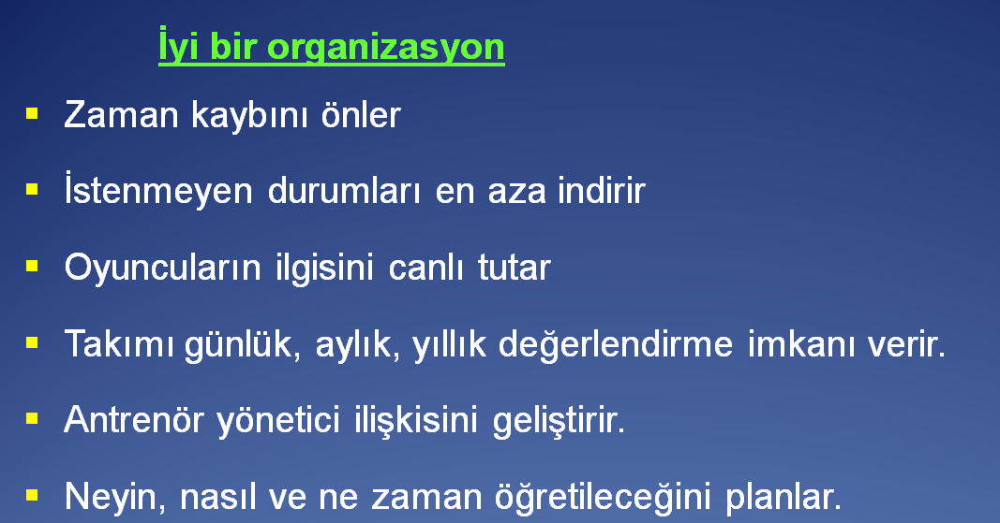 İyi bir organizasyon
Zaman kaybını önler
İstenmeyen durumları en aza indirir
Oyuncuların ilgisini canlı tutar
Takımı günlük, aylık, yıllık değerlendirme imkanı verir.
Antrenör yönetici ilişkisini geliştirir.
Neyin, nasıl ve ne zaman öğretileceğini planlar.